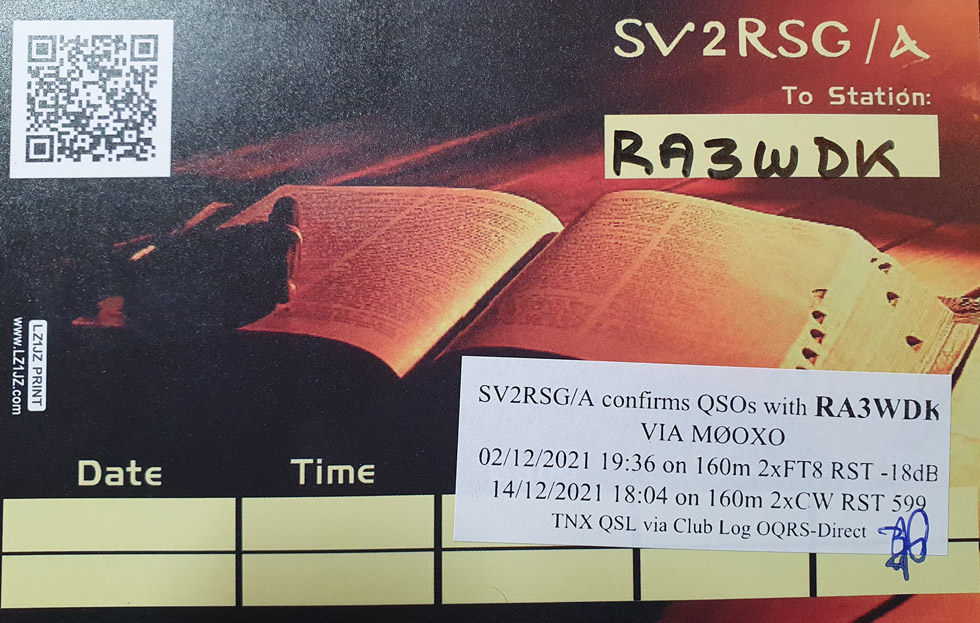 SV2RSG/A
To Station:
RA3WDK
LZ1JZ PRINT
www.LZ1JZ.com
SV2RSG/A confirms QSOs with RA3WDK
VIA MØOXO
02/12/2021 19:36 on 160m 2xFT8 RST -18dB
14/12/2021 18:04 on 160m 2xCW RST 599
TNX QSL via Club Log OQRS-Direct
Date Time